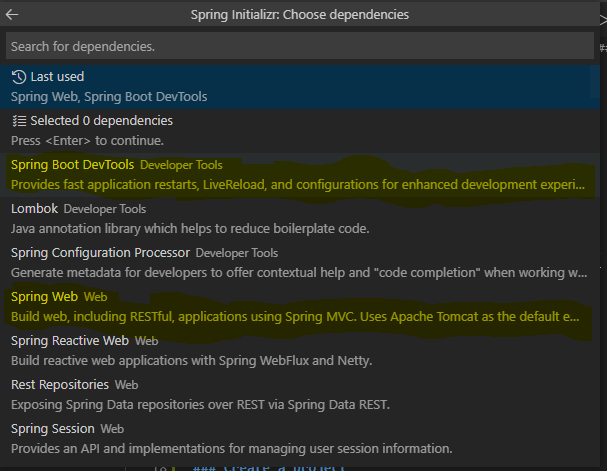 Spring Initializr: Choose dependencies
Search for dependencies.
Last used
Spring Web, Spring Boot DevTools
Selected 0 dependencies
Press <Enter> to continue.
Spring Boot DevTools Developer Tools
Provides fast application restarts, LiveReload, and configurations for enhanced development experi...
Lombok Developer Tools
Java annotation library which helps to reduce boilerplate code.
Spring Configuration Processor Developer Tools
Generate metadata for developers to offer contextual help and "code completion" when working w...
Spring Web Web
Build web, including RESTful, applications using Spring MVC. Uses Apache Tomcat as the default e...
Spring Reactive Web Web
Build reactive web applications with Spring WebFlux and Netty.
Rest Repositories Web
Exposing Spring Data repositories over REST via Spring Data REST.
Spring Session Web
Provides an API and implementations for managing user session information.
### Create a project